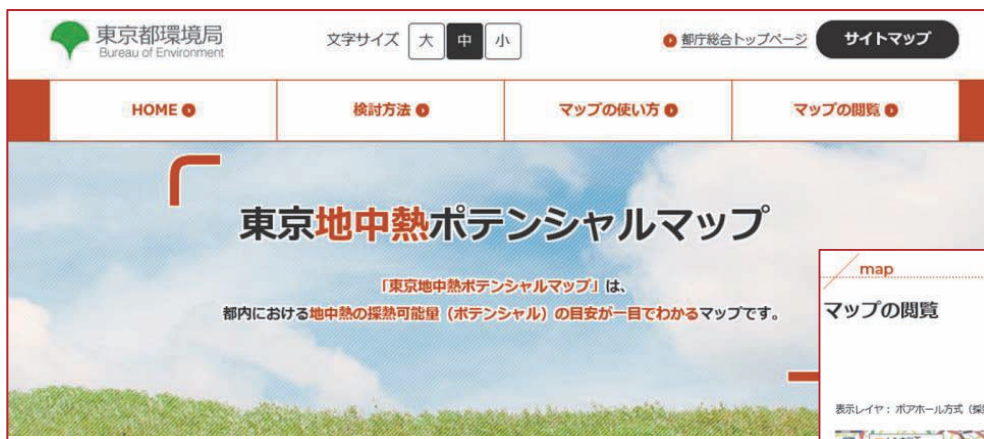 東京都環境局
Bureau of Environment
文字サイズ 大 中 小
都庁総合トップページ
サイトマップ
HOME
検討方法
マップの使い方
マップの閲覧
東京地中熱ポテンシャルマップ
「東京地中熱ポテンシャルマップ」は、
都内における地中熱の採熱可能量(ポテンシャル)の目安が一目でわかるマップです。
map
マップの閲覧
表示レイヤ:ボアホール方式(採